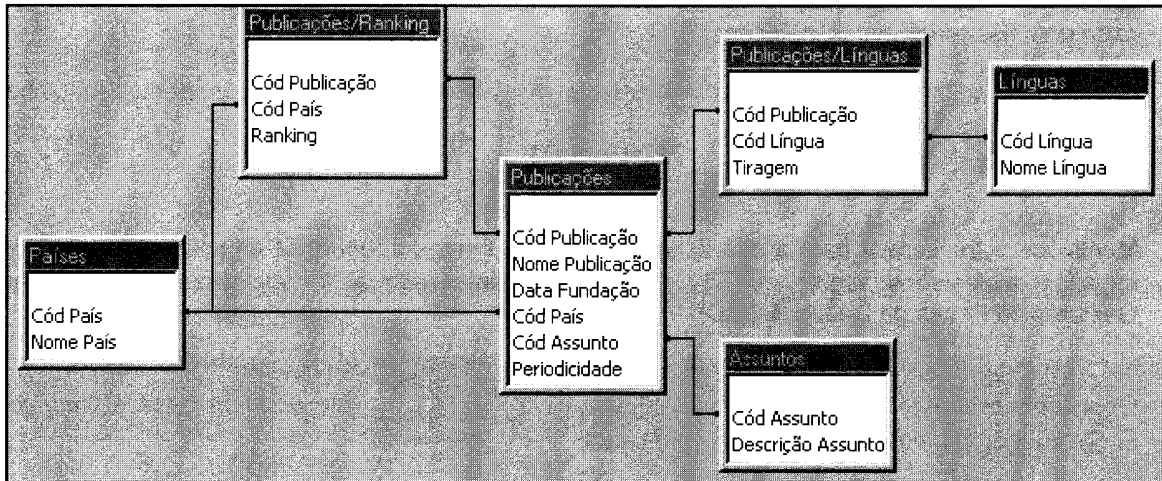 Publicações/Ranking
Cód Publicação
Cód País
Ranking
Países
Cód País
Nome País
Publicações
Cód Publicação
Nome Publicação
Data Fundação
Cód País
Cód Assunto
Periodicidade
Publicações/Línguas
Cód Publicação
Cód Língua
Tiragem
Línguas
Cód Língua
Nome Língua
Assuntos
Cód Assunto
Descrição Assunto